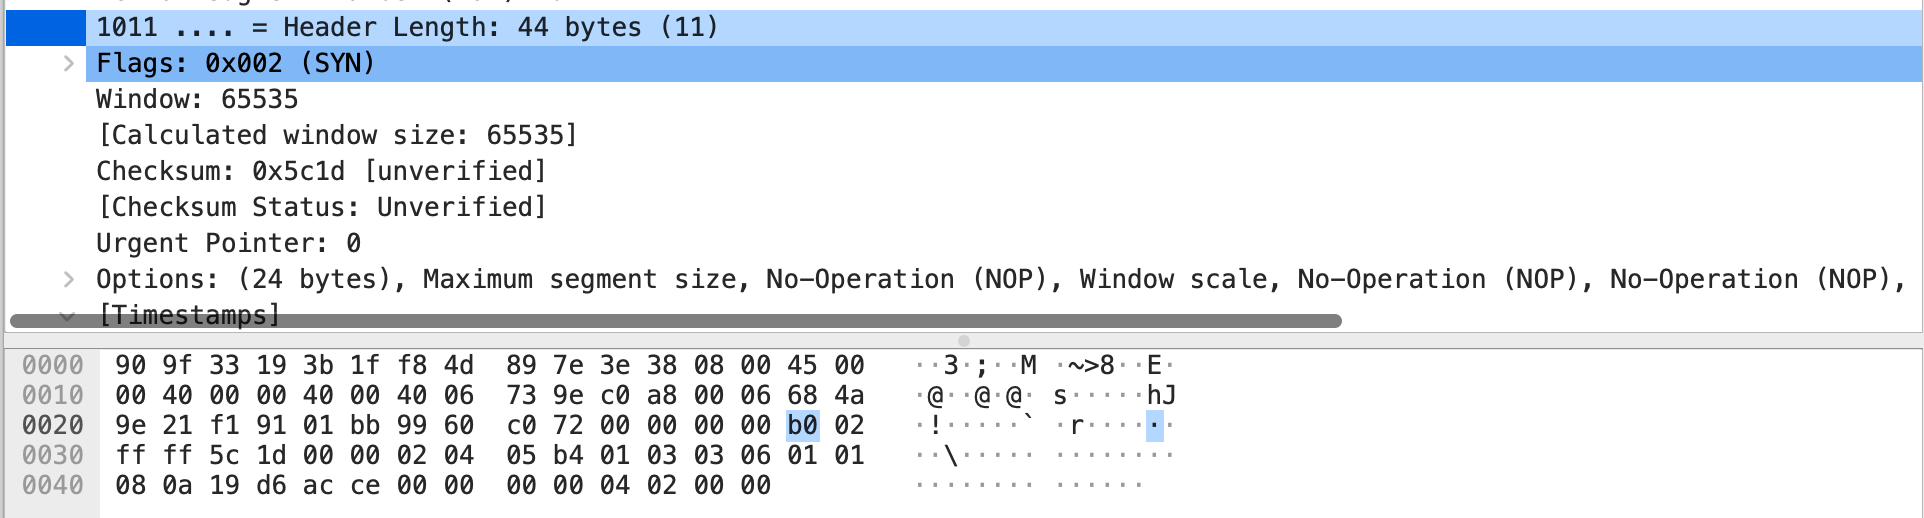 1011 .... = Header Length: 44 bytes (11)
Flags: 0x002 (SYN)
Window: 65535
[Calculated window size: 65535]
Checksum: 0x5c1d [unverified]
[Checksum Status: Unverified]
Urgent Pointer: 0
Options: (24 bytes), Maximum segment size, No-Operation (NOP), Window scale, No-Operation (NOP), No-Operation (NOP),
[Timestamps]
0000 90 9f 33 19 3b 1f f8 4d 89 7e 3e 38 08 00 45 00 ··3·;··M ·~>8··E·
0010 00 40 00 00 40 00 40 06 73 9e c0 a8 00 06 68 4a ·@··@·@· s·····hJ
0020 9e 21 f1 91 01 bb 99 60 c0 72 00 00 00 00 b0 02 ·!·····` ·r······
0030 ff ff 5c 1d 00 00 02 04 05 b4 01 03 03 06 01 01 ··\····· ········
0040 08 0a 19 d6 ac ce 00 00 00 00 04 02 00 00 ········ ······